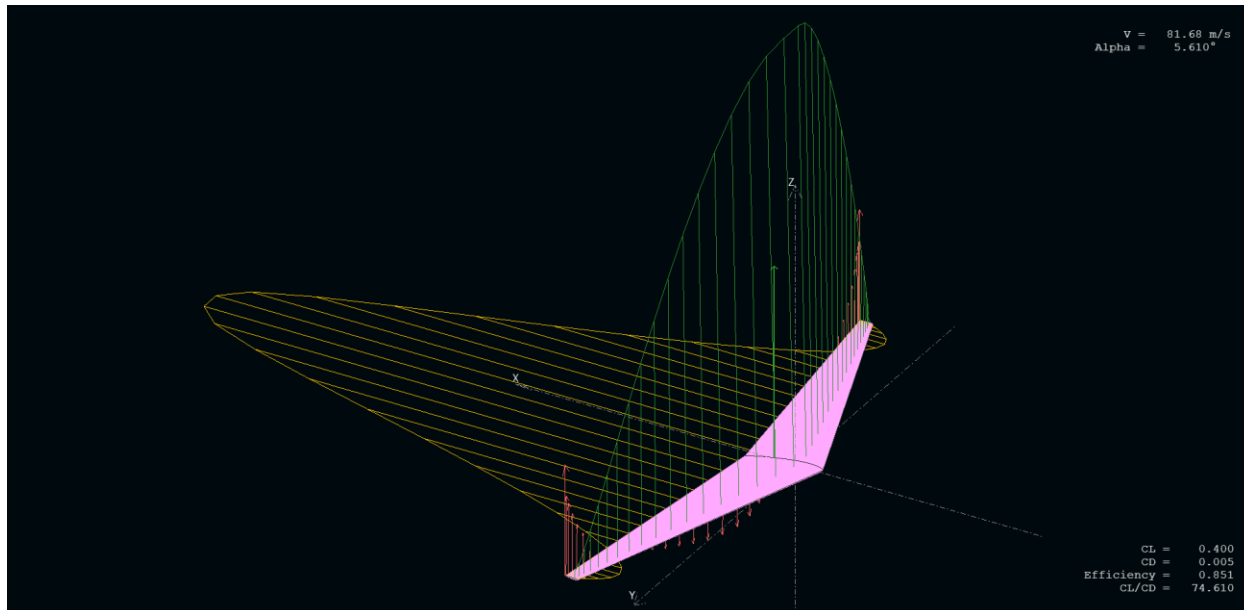 V = 81.68 m/s
Alpha = 5.610°
Z
X
Y
CL = 0.400
CD = 0.005
Efficiency = 0.851
CL/CD = 74.610